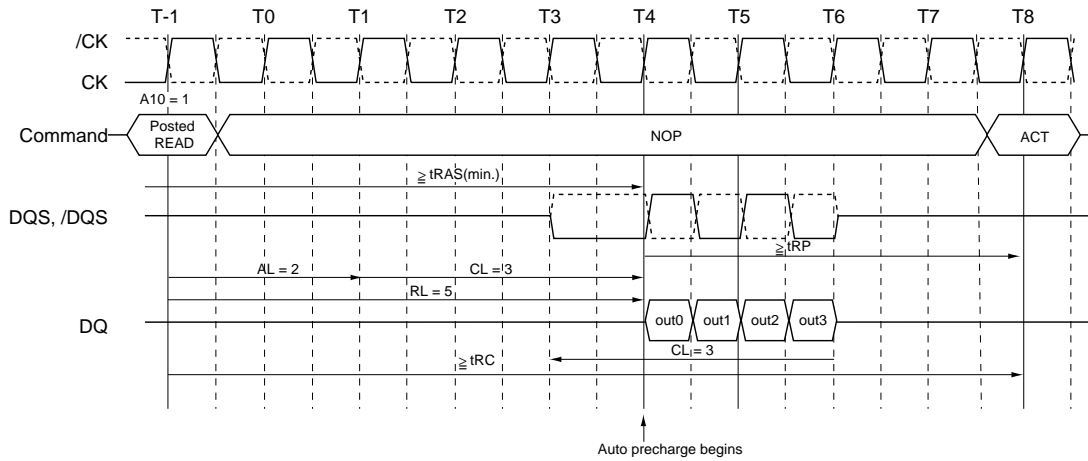 T-1 T0 T1 T2 T3 T4 T5 T6 T7 T8
/CK
CK
A10 = 1
Command
Posted
READ
NOP
ACT
≧ tRAS(min.)
DQS, /DQS
≧ tRP
AL = 2
CL = 3
RL = 5
DQ
out0 out1 out2 out3
CL = 3
≧ tRC
Auto precharge begins